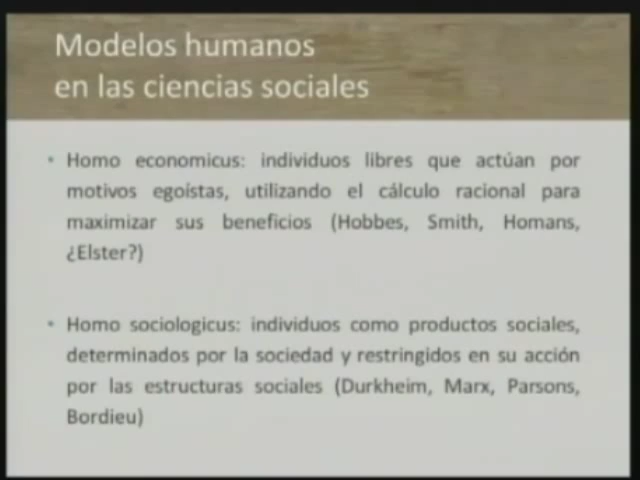 Modelos humanos
en las ciencias sociales
• Homo economicus: individuos libres que actúan por
motivos egoístas, utilizando el cálculo racional para
maximizar sus beneficios (Hobbes, Smith, Homans,
¿Elster?)
• Homo sociologicus: individuos como productos sociales,
determinados por la sociedad y restringidos en su acción
por las estructuras sociales (Durkheim, Marx, Parsons,
Bordieu)